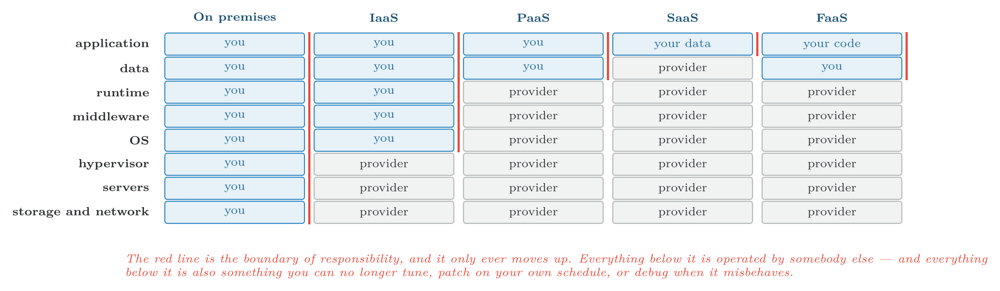 On premises IaaS PaaS SaaS FaaS
application you you you your data your code
data you you you provider you
runtime you you provider provider provider
middleware you you provider provider provider
OS you you provider provider provider
hypervisor you provider provider provider provider
servers you provider provider provider provider
storage and network you provider provider provider provider
The red line is the boundary of responsibility, and it only ever moves up. Everything below it is operated by somebody else — and everything
below it is also something you can no longer tune, patch on your own schedule, or debug when it misbehaves.